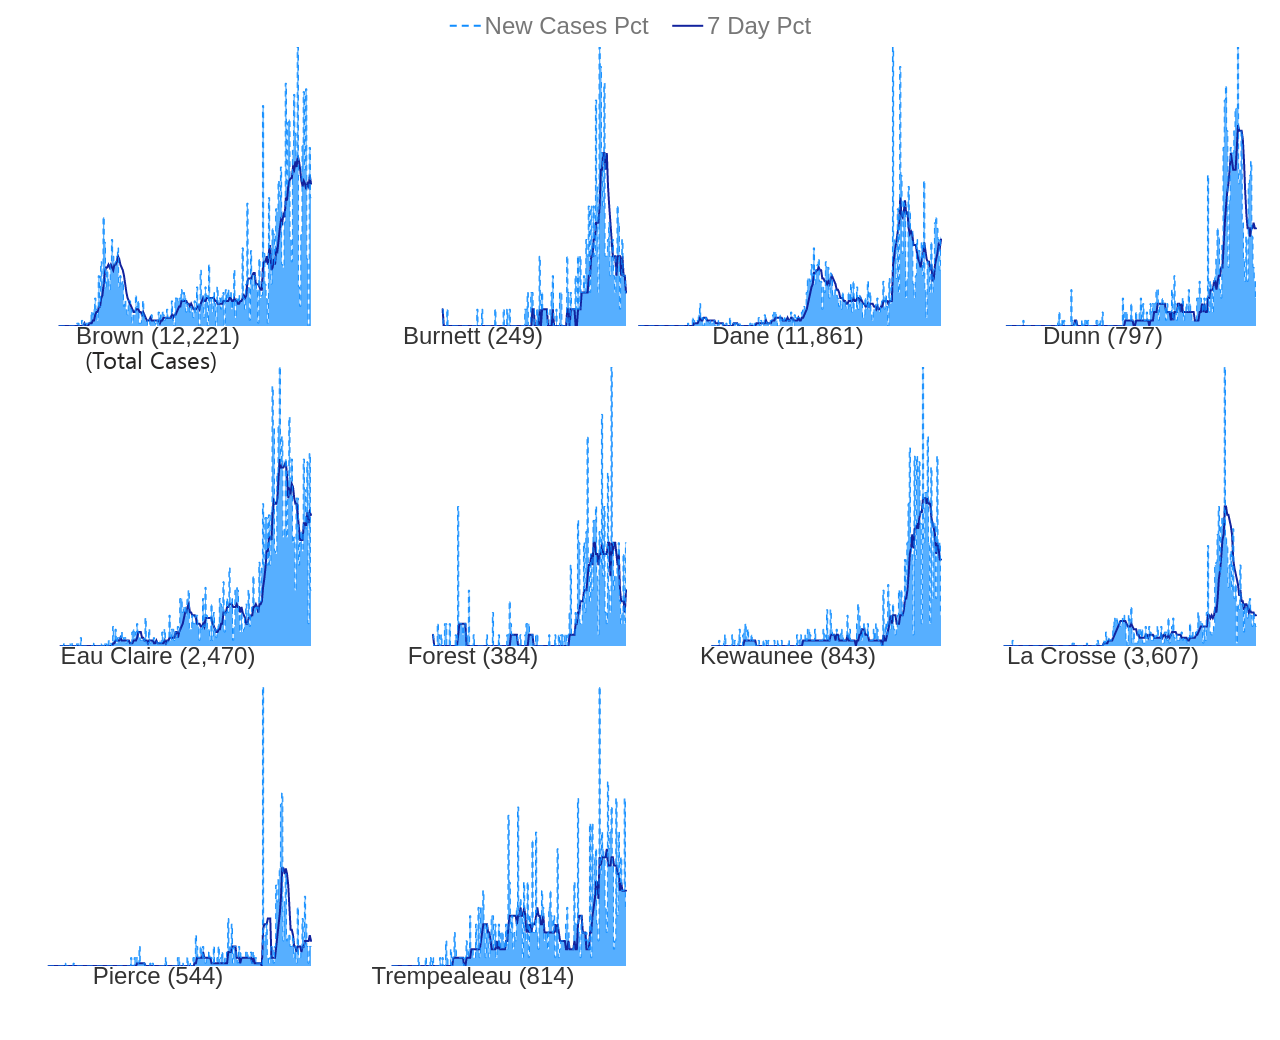 New Cases Pct 7 Day Pct
Brown (12,221) Burnett (249) Dane (11,861) Dunn (797)
(Total Cases)
Eau Claire (2,470) Forest (384) Kewaunee (843) La Crosse (3,607)
Pierce (544) Trempealeau (814)